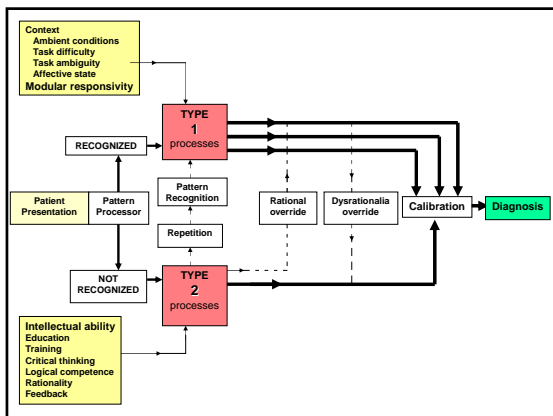 Context
Ambient conditions
Task difficulty
Task ambiguity
Affective state
Modular responsivity
TYPE
1
processes
RECOGNIZED
Patient
Presentation
Pattern
Processor
Pattern
Recognition
Rational
override
Dysrationalia
override
Calibration
Diagnosis
Repetition
NOT
RECOGNIZED
TYPE
2
processes
Intellectual ability
Education
Training
Critical thinking
Logical competence
Rationality
Feedback